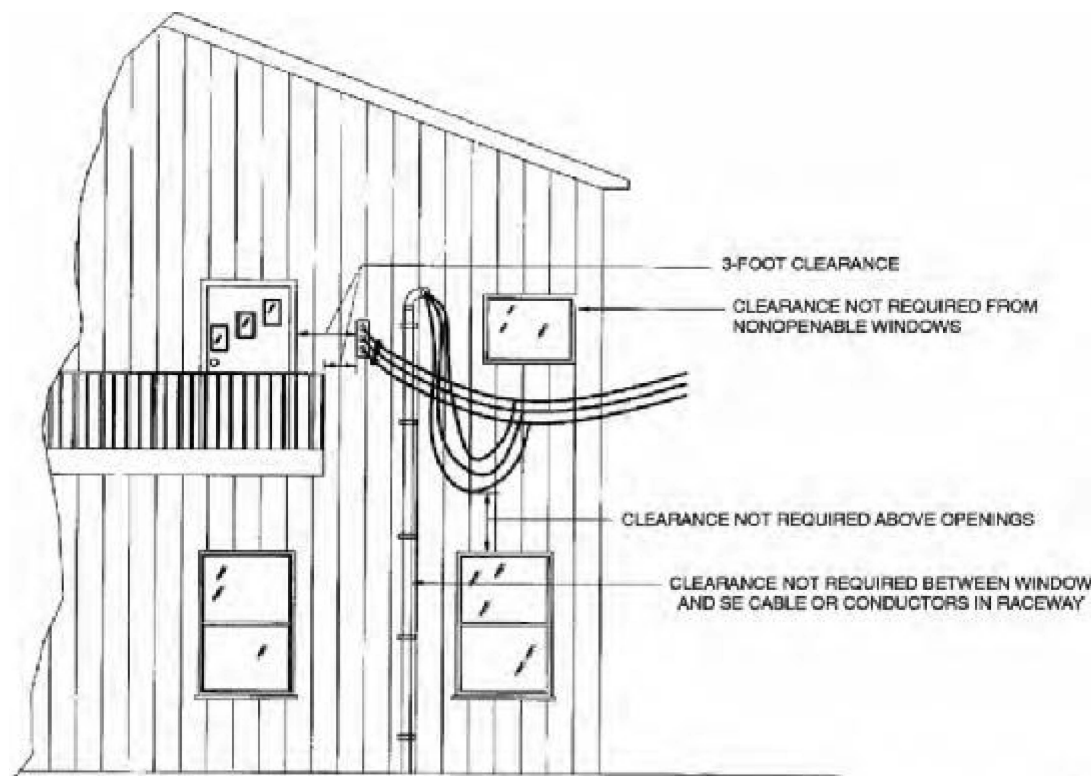 3-FOOT CLEARANCE
CLEARANCE NOT REQUIRED FROM
NONOPENABLE WINDOWS
CLEARANCE NOT REQUIRED ABOVE OPENINGS
CLEARANCE NOT REQUIRED BETWEEN WINDOW
AND SE CABLE OR CONDUCTORS IN RACEWAY